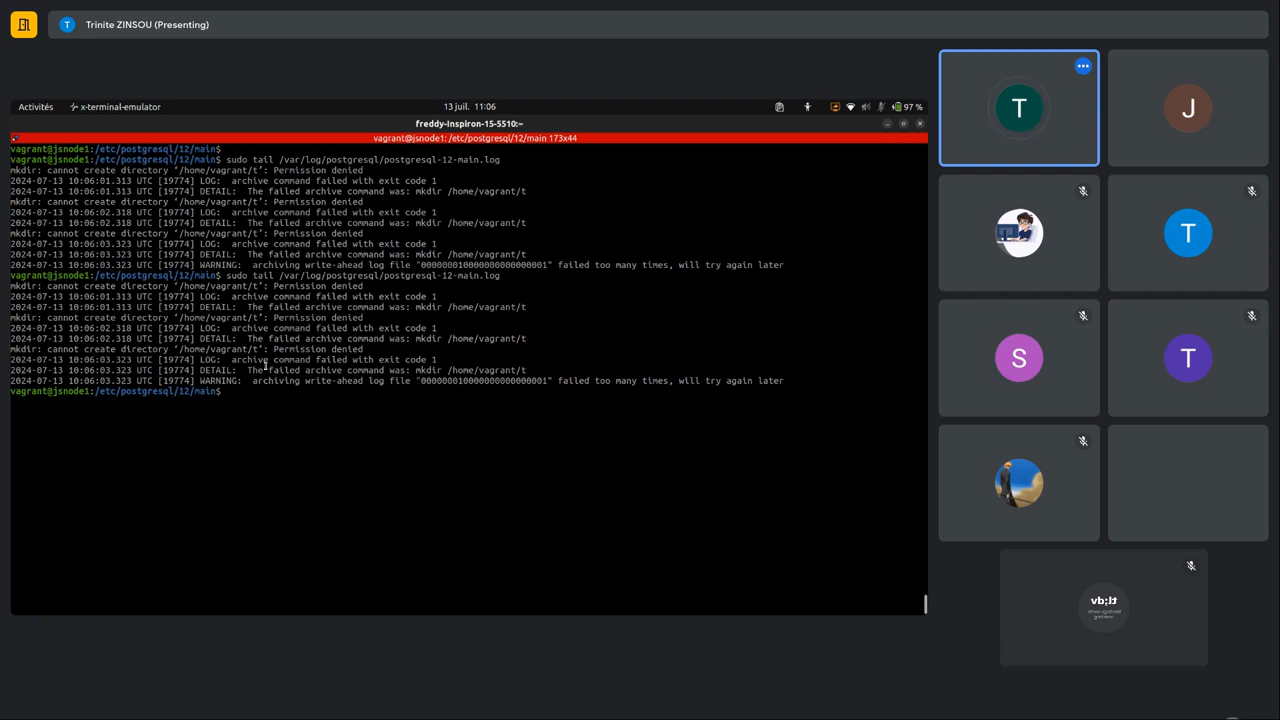 T Trinite ZINSOU (Presenting)
Activités x-terminal-emulator 13 juil. 11:06 97 %
freddy-Inspiron-15-5510:~
vagrant@jsnode1: /etc/postgresql/12/main 173x44
vagrant@jsnode1:/etc/postgresql/12/main$
vagrant@jsnode1:/etc/postgresql/12/main$ sudo tail /var/log/postgresql/postgresql-12-main.log
mkdir: cannot create directory ‘/home/vagrant/t’: Permission denied
2024-07-13 10:06:01.313 UTC [19774] LOG:  archive command failed with exit code 1
2024-07-13 10:06:01.313 UTC [19774] DETAIL:  The failed archive command was: mkdir /home/vagrant/t
mkdir: cannot create directory ‘/home/vagrant/t’: Permission denied
2024-07-13 10:06:02.318 UTC [19774] LOG:  archive command failed with exit code 1
2024-07-13 10:06:02.318 UTC [19774] DETAIL:  The failed archive command was: mkdir /home/vagrant/t
mkdir: cannot create directory ‘/home/vagrant/t’: Permission denied
2024-07-13 10:06:03.323 UTC [19774] LOG:  archive command failed with exit code 1
2024-07-13 10:06:03.323 UTC [19774] DETAIL:  The failed archive command was: mkdir /home/vagrant/t
2024-07-13 10:06:03.323 UTC [19774] WARNING:  archiving write-ahead log file "000000010000000000000001" failed too many times, will try again later
vagrant@jsnode1:/etc/postgresql/12/main$ sudo tail /var/log/postgresql/postgresql-12-main.log
mkdir: cannot create directory ‘/home/vagrant/t’: Permission denied
2024-07-13 10:06:01.313 UTC [19774] LOG:  archive command failed with exit code 1
2024-07-13 10:06:01.313 UTC [19774] DETAIL:  The failed archive command was: mkdir /home/vagrant/t
mkdir: cannot create directory ‘/home/vagrant/t’: Permission denied
2024-07-13 10:06:02.318 UTC [19774] LOG:  archive command failed with exit code 1
2024-07-13 10:06:02.318 UTC [19774] DETAIL:  The failed archive command was: mkdir /home/vagrant/t
mkdir: cannot create directory ‘/home/vagrant/t’: Permission denied
2024-07-13 10:06:03.323 UTC [19774] LOG:  archive command failed with exit code 1
2024-07-13 10:06:03.323 UTC [19774] DETAIL:  The failed archive command was: mkdir /home/vagrant/t
2024-07-13 10:06:03.323 UTC [19774] WARNING:  archiving write-ahead log file "000000010000000000000001" failed too many times, will try again later
vagrant@jsnode1:/etc/postgresql/12/main$
T J
T
S T